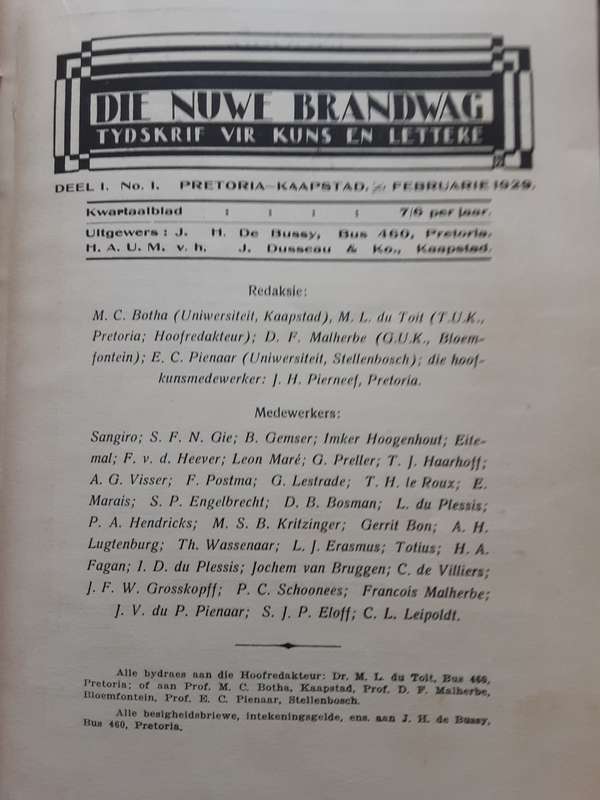 DIE NUWE BRANDWAG
TYDSKRIF VIR KUNS EN LETTERE
DEEL I. No. I. PRETORIA—KAAPSTAD, FEBRUARIE 1929.
Kwartaalblad : : : : 7/6 per jaar.
Uitgewers: J. H. De Bussy, Bus 460, Pretoria.
H. A. U. M. v. h. J. Dusseau & Ko., Kaapstad.
Redaksie:
M. C. Botha (Uniwersiteit, Kaapstad), M. L. du Toit (T.U.K.,
Pretoria; Hoofredakteur); D. F. Malherbe (G.U.K., Bloem-
fontein); E. C. Pienaar (Uniwersiteit, Stellenbosch); die hoof-
kunsmedewerker: J. H. Pierneef, Pretoria.
Medewerkers:
Sangiro; S. F. N. Gie; B. Gemser; Imker Hoogenhout; Eite-
mal; F. v. d. Heever; Leon Maré; G. Preller; T. J. Haarhoff;
A. G. Visser; F. Postma; G. Lestrade; T. H. le Roux; E.
Marais; S. P. Engelbrecht; D. B. Bosman; L. du Plessis;
P. A. Hendricks; M. S. B. Kritzinger; Gerrit Bon; A. H.
Lugtenburg; Th. Wassenaar; L. J. Erasmus; Totius; H. A.
Fagan; I. D. du Plessis; Jochem van Bruggen; C. de Villiers;
J. F. W. Grosskopff; P. C. Schoonees; Francois Malherbe;
J. V. du P. Pienaar; S. J. P. Eloff; C. L. Leipoldt.
Alle bydraes aan die Hoofredakteur: Dr. M. L. du Toit, Bus 460,
Pretoria; of aan Prof. M. C. Botha, Kaapstad, Prof. D. F. Malherbe,
Bloemfontein, Prof. E. C. Pienaar, Stellenbosch.
Alle besigheidsbriewe, intekeningsgelde, ens. aan J. H. de Bussy,
Bus 460, Pretoria.